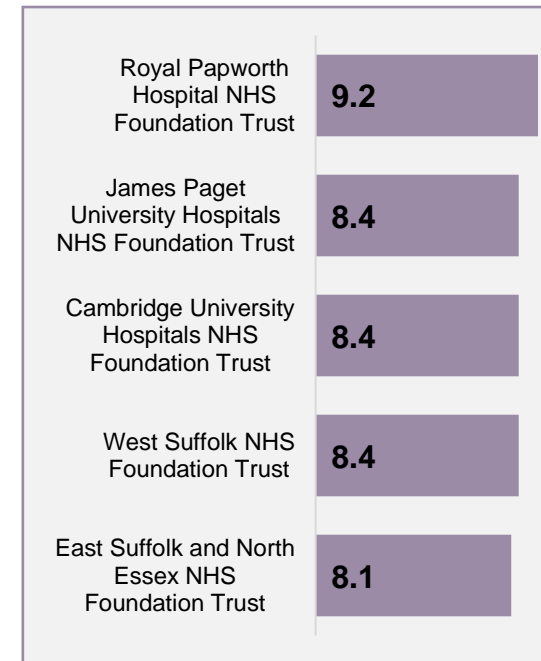 Royal Papworth
Hospital NHS
Foundation Trust
9.2
James Paget
University Hospitals
NHS Foundation Trust
8.4
Cambridge University
Hospitals NHS
Foundation Trust
8.4
West Suffolk NHS
Foundation Trust
8.4
East Suffolk and North
Essex NHS
Foundation Trust
8.1